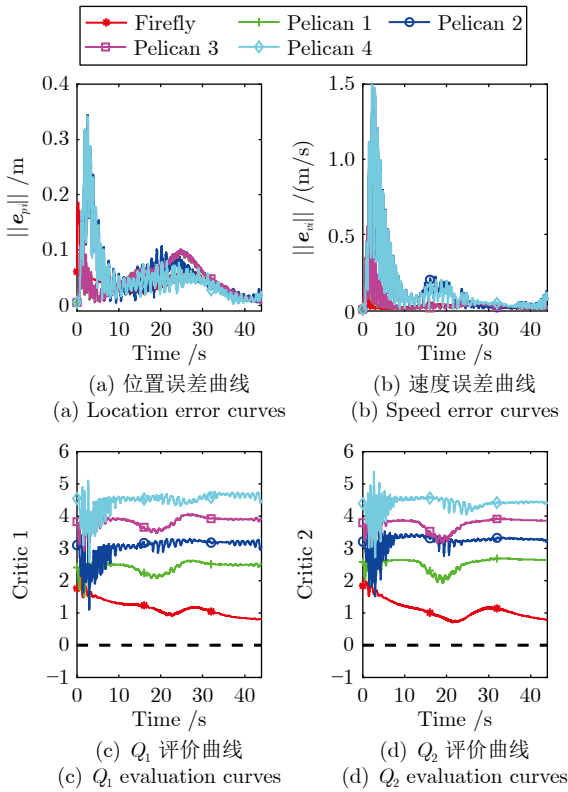 Firefly Pelican 1 Pelican 2
Pelican 3 Pelican 4
0.4
0.3
0.2
0.1
0
||e_{pi}|| /m
0 10 20 30 40
Time /s
(a) 位置误差曲线
(a) Location error curves
1.5
1.0
0.5
0
||e_{vi}|| /(m/s)
0 10 20 30 40
Time /s
(b) 速度误差曲线
(b) Speed error curves
6
5
4
3
2
1
0
−1
Critic 1
0 10 20 30 40
Time /s
(c) Q₁ 评价曲线
(c) Q₁ evaluation curves
6
5
4
3
2
1
0
−1
Critic 2
0 10 20 30 40
Time /s
(d) Q₂ 评价曲线
(d) Q₂ evaluation curves